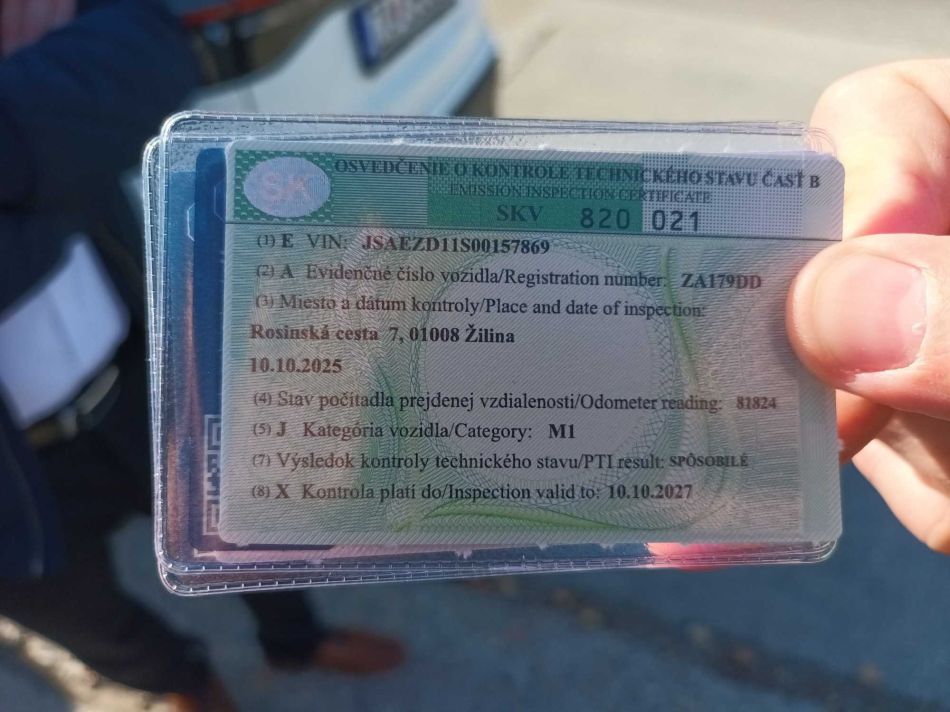 SK
OSVEDČENIE O KONTROLE TECHNICKÉHO STAVU ČASŤ B
EMISSION INSPECTION CERTIFICATE
SKV 820 021
(1) E VIN: JSAEZD11S00157869
(2) A Evidenčné číslo vozidla/Registration number: ZA179DD
(3) Miesto a dátum kontroly/Place and date of inspection:
Rosinská cesta 7, 01008 Žilina
10.10.2025
(4) Stav počítadla prejdenej vzdialenosti/Odometer reading: 81824
(5) J Kategória vozidla/Category: M1
(7) Výsledok kontroly technického stavu/PTI result: SPÔSOBILÉ
(8) X Kontrola platí do/Inspection valid to: 10.10.2027